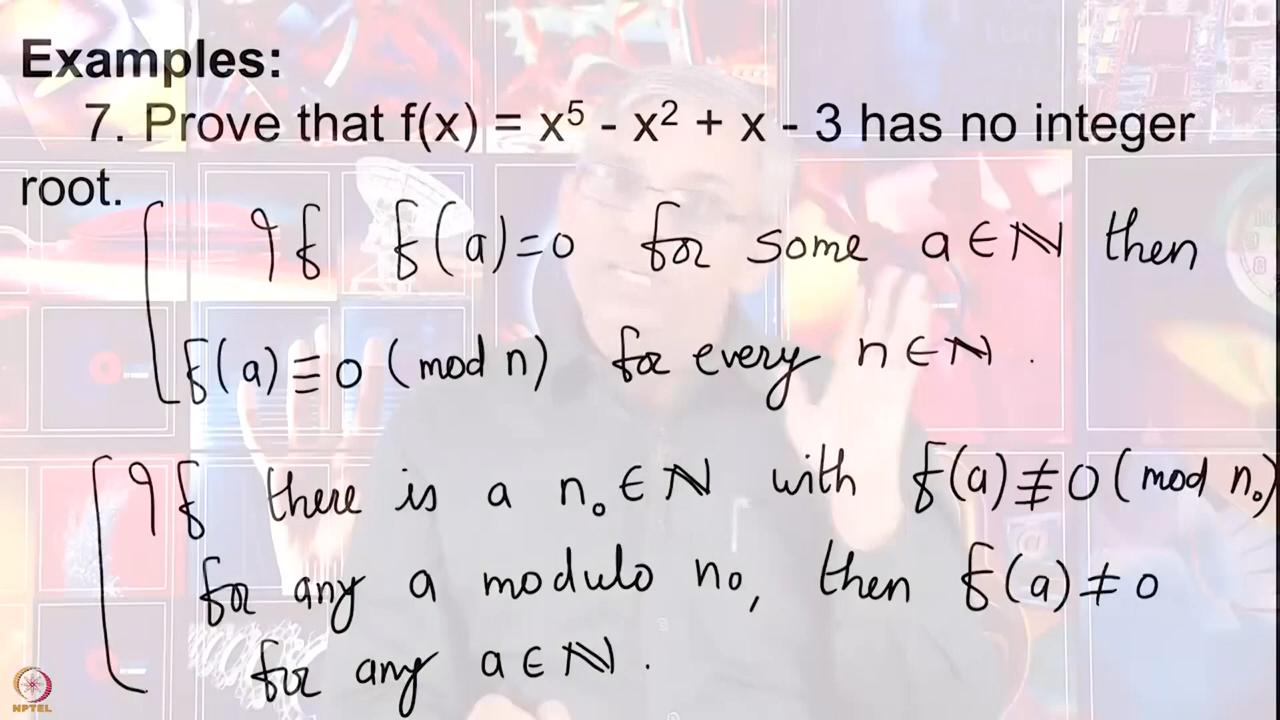 Examples:
7. Prove that f(x) = x⁵ - x² + x - 3 has no integer
root.
If f(a)=0 for some a∈ℕ then
f(a)≡0 (mod n) for every n∈ℕ.
If there is a n₀∈ℕ with f(a)≢0 (mod n₀)
for any a modulo n₀, then f(a)≠0
for any a∈ℕ.
NPTEL